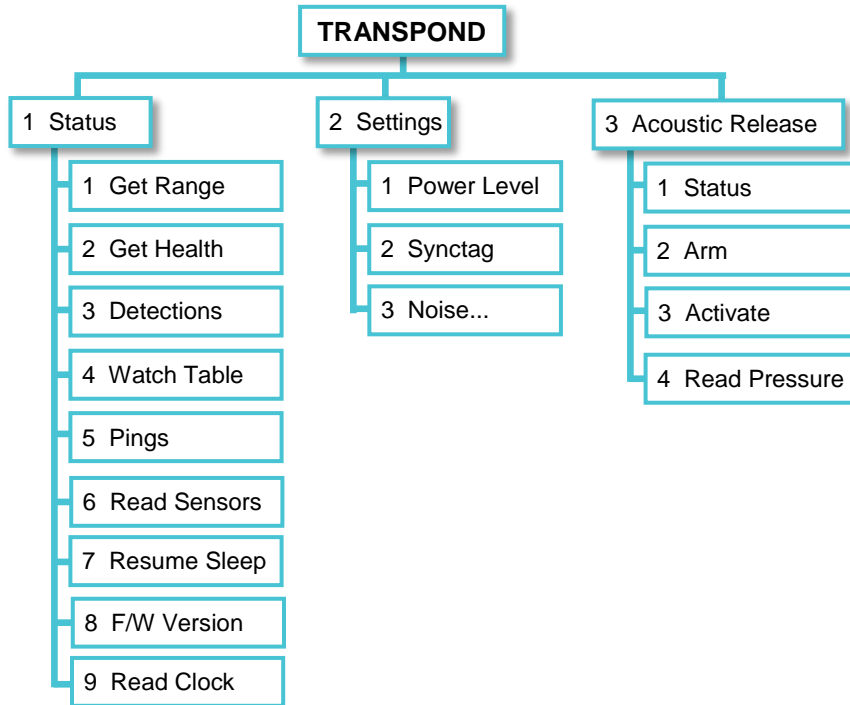 TRANSPOND
1 Status
1 Get Range
2 Get Health
3 Detections
4 Watch Table
5 Pings
6 Read Sensors
7 Resume Sleep
8 F/W Version
9 Read Clock
2 Settings
1 Power Level
2 Synctag
3 Noise...
3 Acoustic Release
1 Status
2 Arm
3 Activate
4 Read Pressure